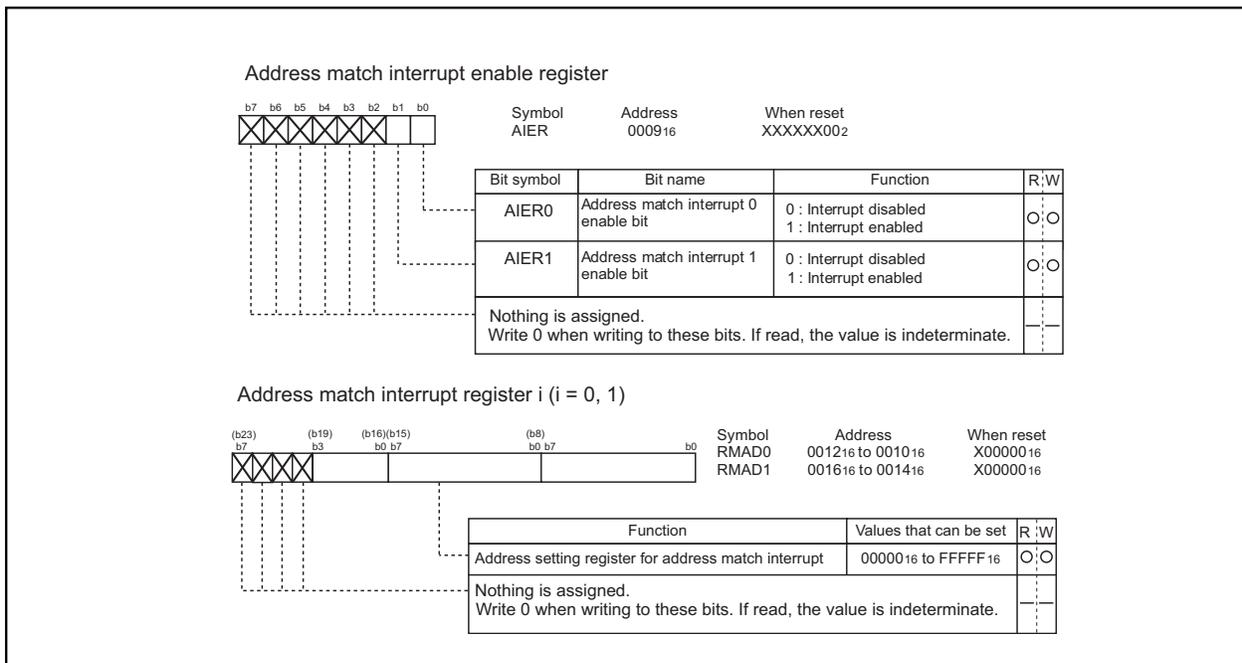 Address match interrupt enable register
b7 b6 b5 b4 b3 b2 b1 b0
Symbol Address When reset
AIER 000916 XXXXXX002
Bit symbol Bit name Function R W
AIER0 Address match interrupt 0 enable bit 0 : Interrupt disabled
1 : Interrupt enabled
AIER1 Address match interrupt 1 enable bit 0 : Interrupt disabled
1 : Interrupt enabled
Nothing is assigned.
Write 0 when writing to these bits. If read, the value is indeterminate.
Address match interrupt register i (i = 0, 1)
(b23) (b19) (b16)(b15) (b8)
b7 b3 b0 b7 b0 b7 b0
Symbol Address When reset
RMAD0 001216 to 001016 X0000016
RMAD1 001616 to 001416 X0000016
Function Values that can be set R W
Address setting register for address match interrupt 0000016 to FFFFF16
Nothing is assigned.
Write 0 when writing to these bits. If read, the value is indeterminate.